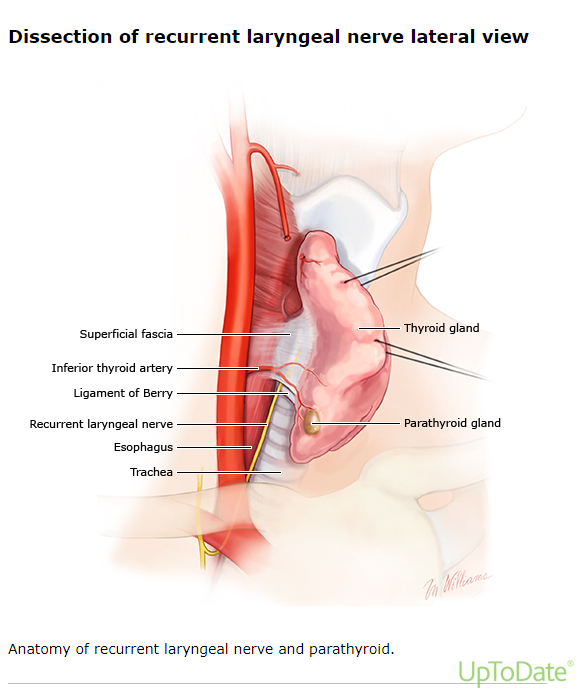 Dissection of recurrent laryngeal nerve lateral view
Superficial fascia
Thyroid gland
Inferior thyroid artery
Ligament of Berry
Recurrent laryngeal nerve
Parathyroid gland
Esophagus
Trachea
M Williams
Anatomy of recurrent laryngeal nerve and parathyroid.
UpToDate®